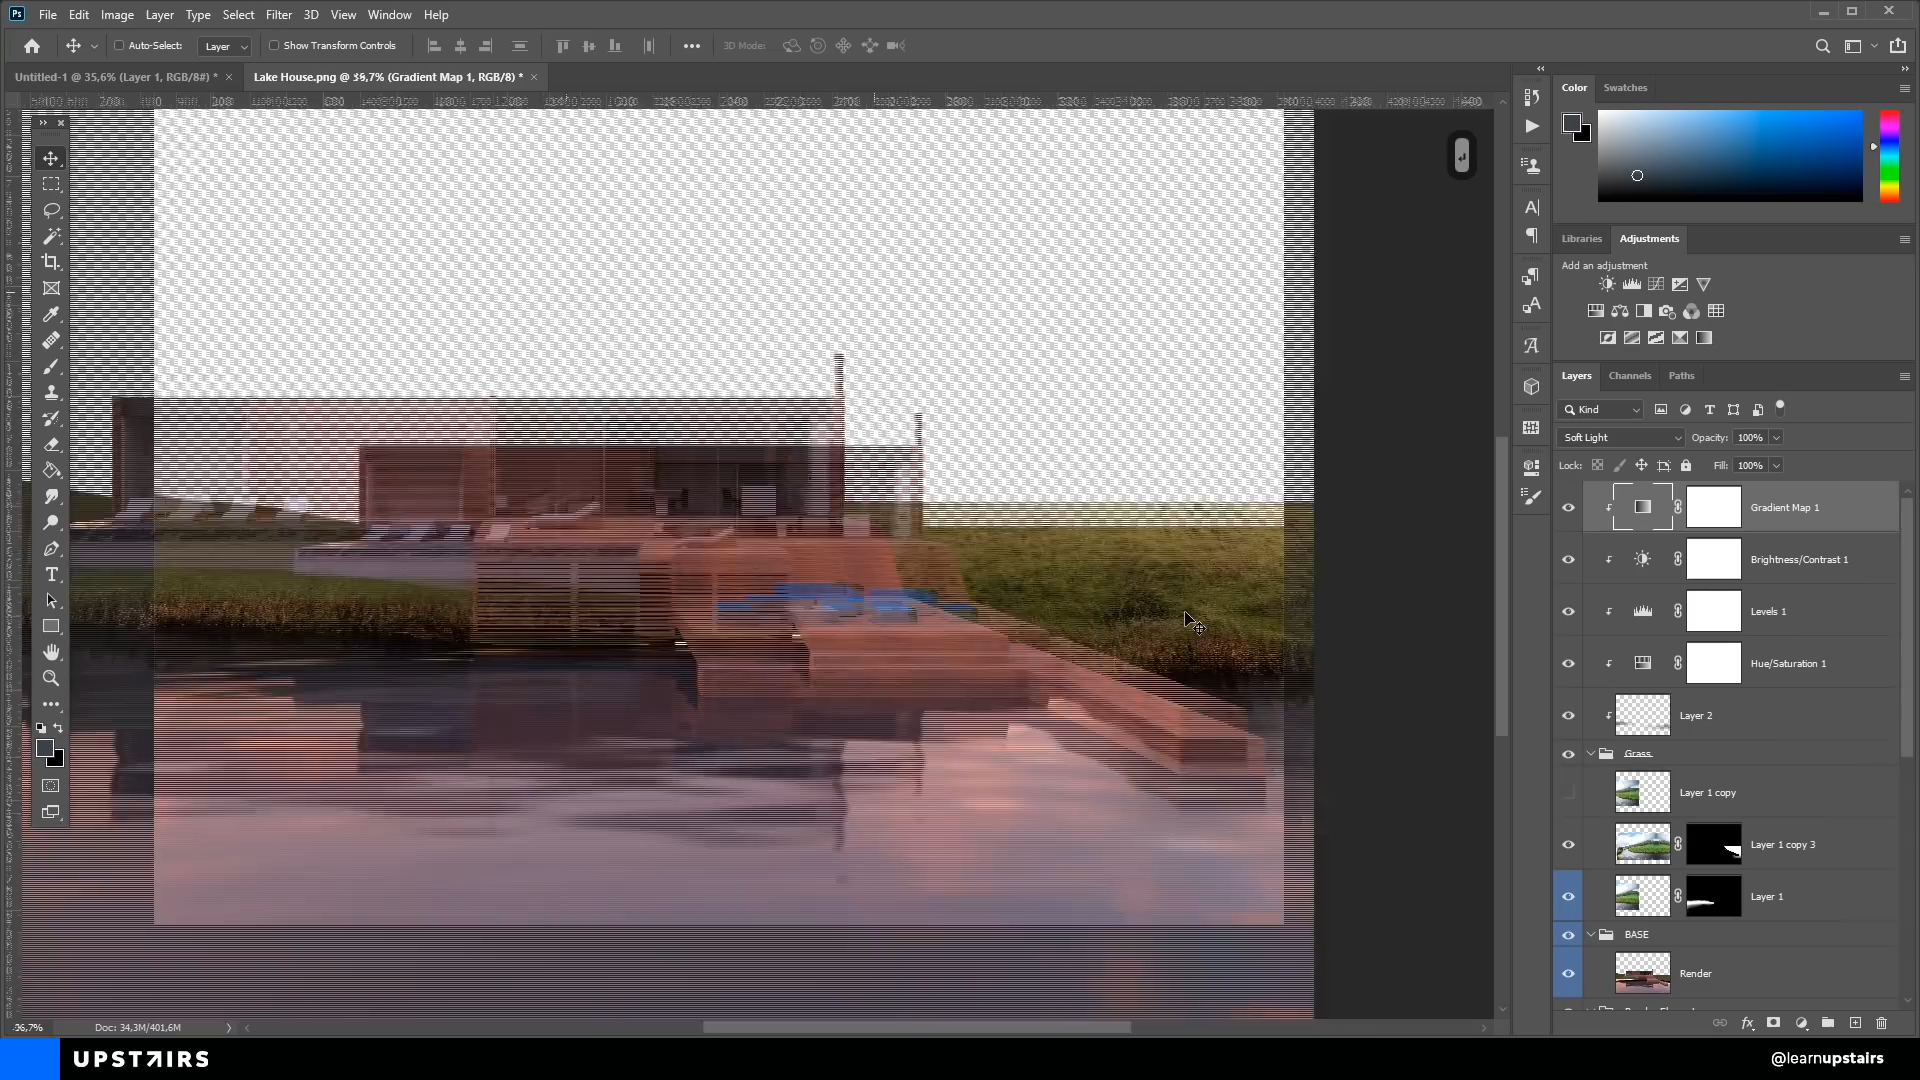 Ps File Edit Image Layer Type Select Filter 3D View Window Help
Auto-Select: Layer Show Transform Controls 3D Mode:
Untitled-1 @ 35,6% (Layer 1, RGB/8#) * Lake House.png @ 36,7% (Gradient Map 1, RGB/8) *
Color Swatches
Libraries Adjustments
Add an adjustment
Layers Channels Paths
Kind
Soft Light Opacity: 100%
Lock: Fill: 100%
Gradient Map 1
Brightness/Contrast 1
Levels 1
Hue/Saturation 1
Layer 2
Grass
Layer 1 copy
Layer 1 copy 3
Layer 1
BASE
Render
Doc: 34,3M/401,6M
UPSTAIRS
@learnupstairs